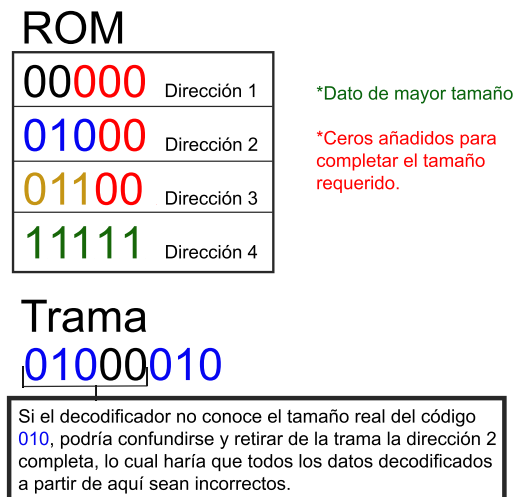 ROM
00000 Dirección 1
01000 Dirección 2
01100 Dirección 3
11111 Dirección 4
*Dato de mayor tamaño
*Ceros añadidos para
completar el tamaño
requerido.
Trama
01000010
Si el decodificador no conoce el tamaño real del código
010, podría confundirse y retirar de la trama la dirección 2
completa, lo cual haría que todos los datos decodificados
a partir de aquí sean incorrectos.